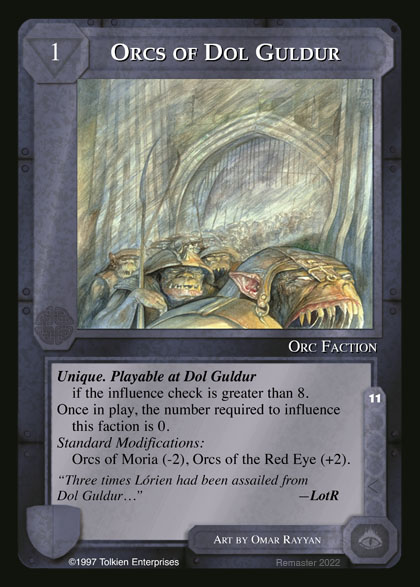 1
Orcs of Dol Guldur
Orc Faction
Unique. Playable at Dol Guldur
if the influence check is greater than 8.
Once in play, the number required to influence
this faction is 0.
Standard Modifications:
Orcs of Moria (-2), Orcs of the Red Eye (+2).
“Three times Lórien had been assailed from
Dol Guldur…” —LotR
11
Art by Omar Rayyan
©1997 Tolkien Enterprises
Remaster 2022